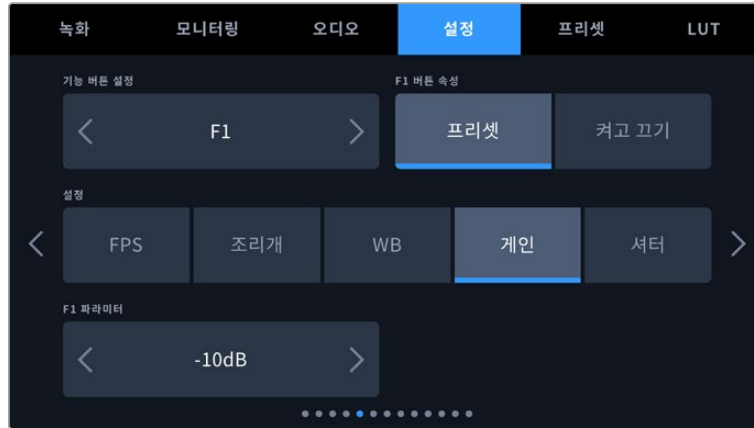 녹화 모니터링 오디오 설정 프리셋 LUT
기능 버튼 설정 F1 버튼 속성
F1 프리셋 켜고 끄기
설정
FPS 조리개 WB 게인 셔터
F1 파라미터
-10dB